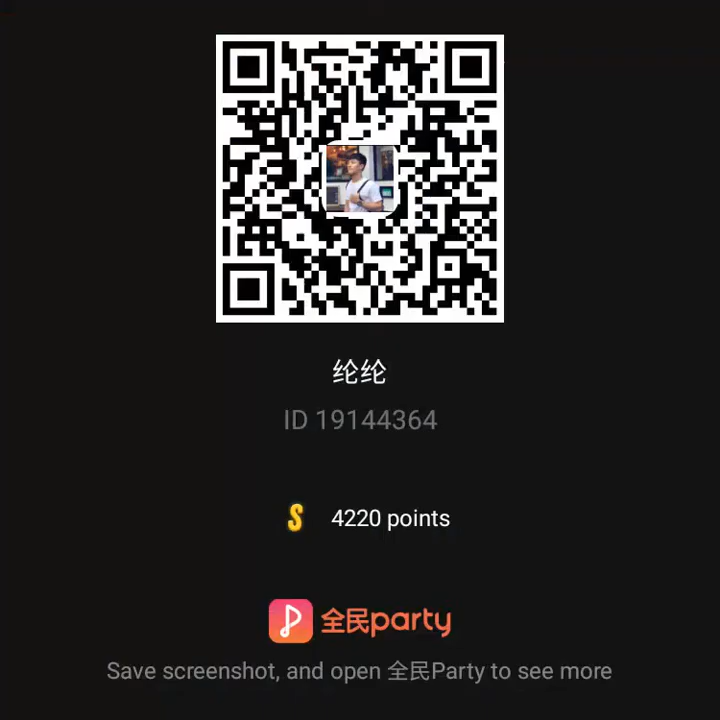 纶纶
ID 19144364
S 4220 points
全民party
Save screenshot, and open 全民Party to see more